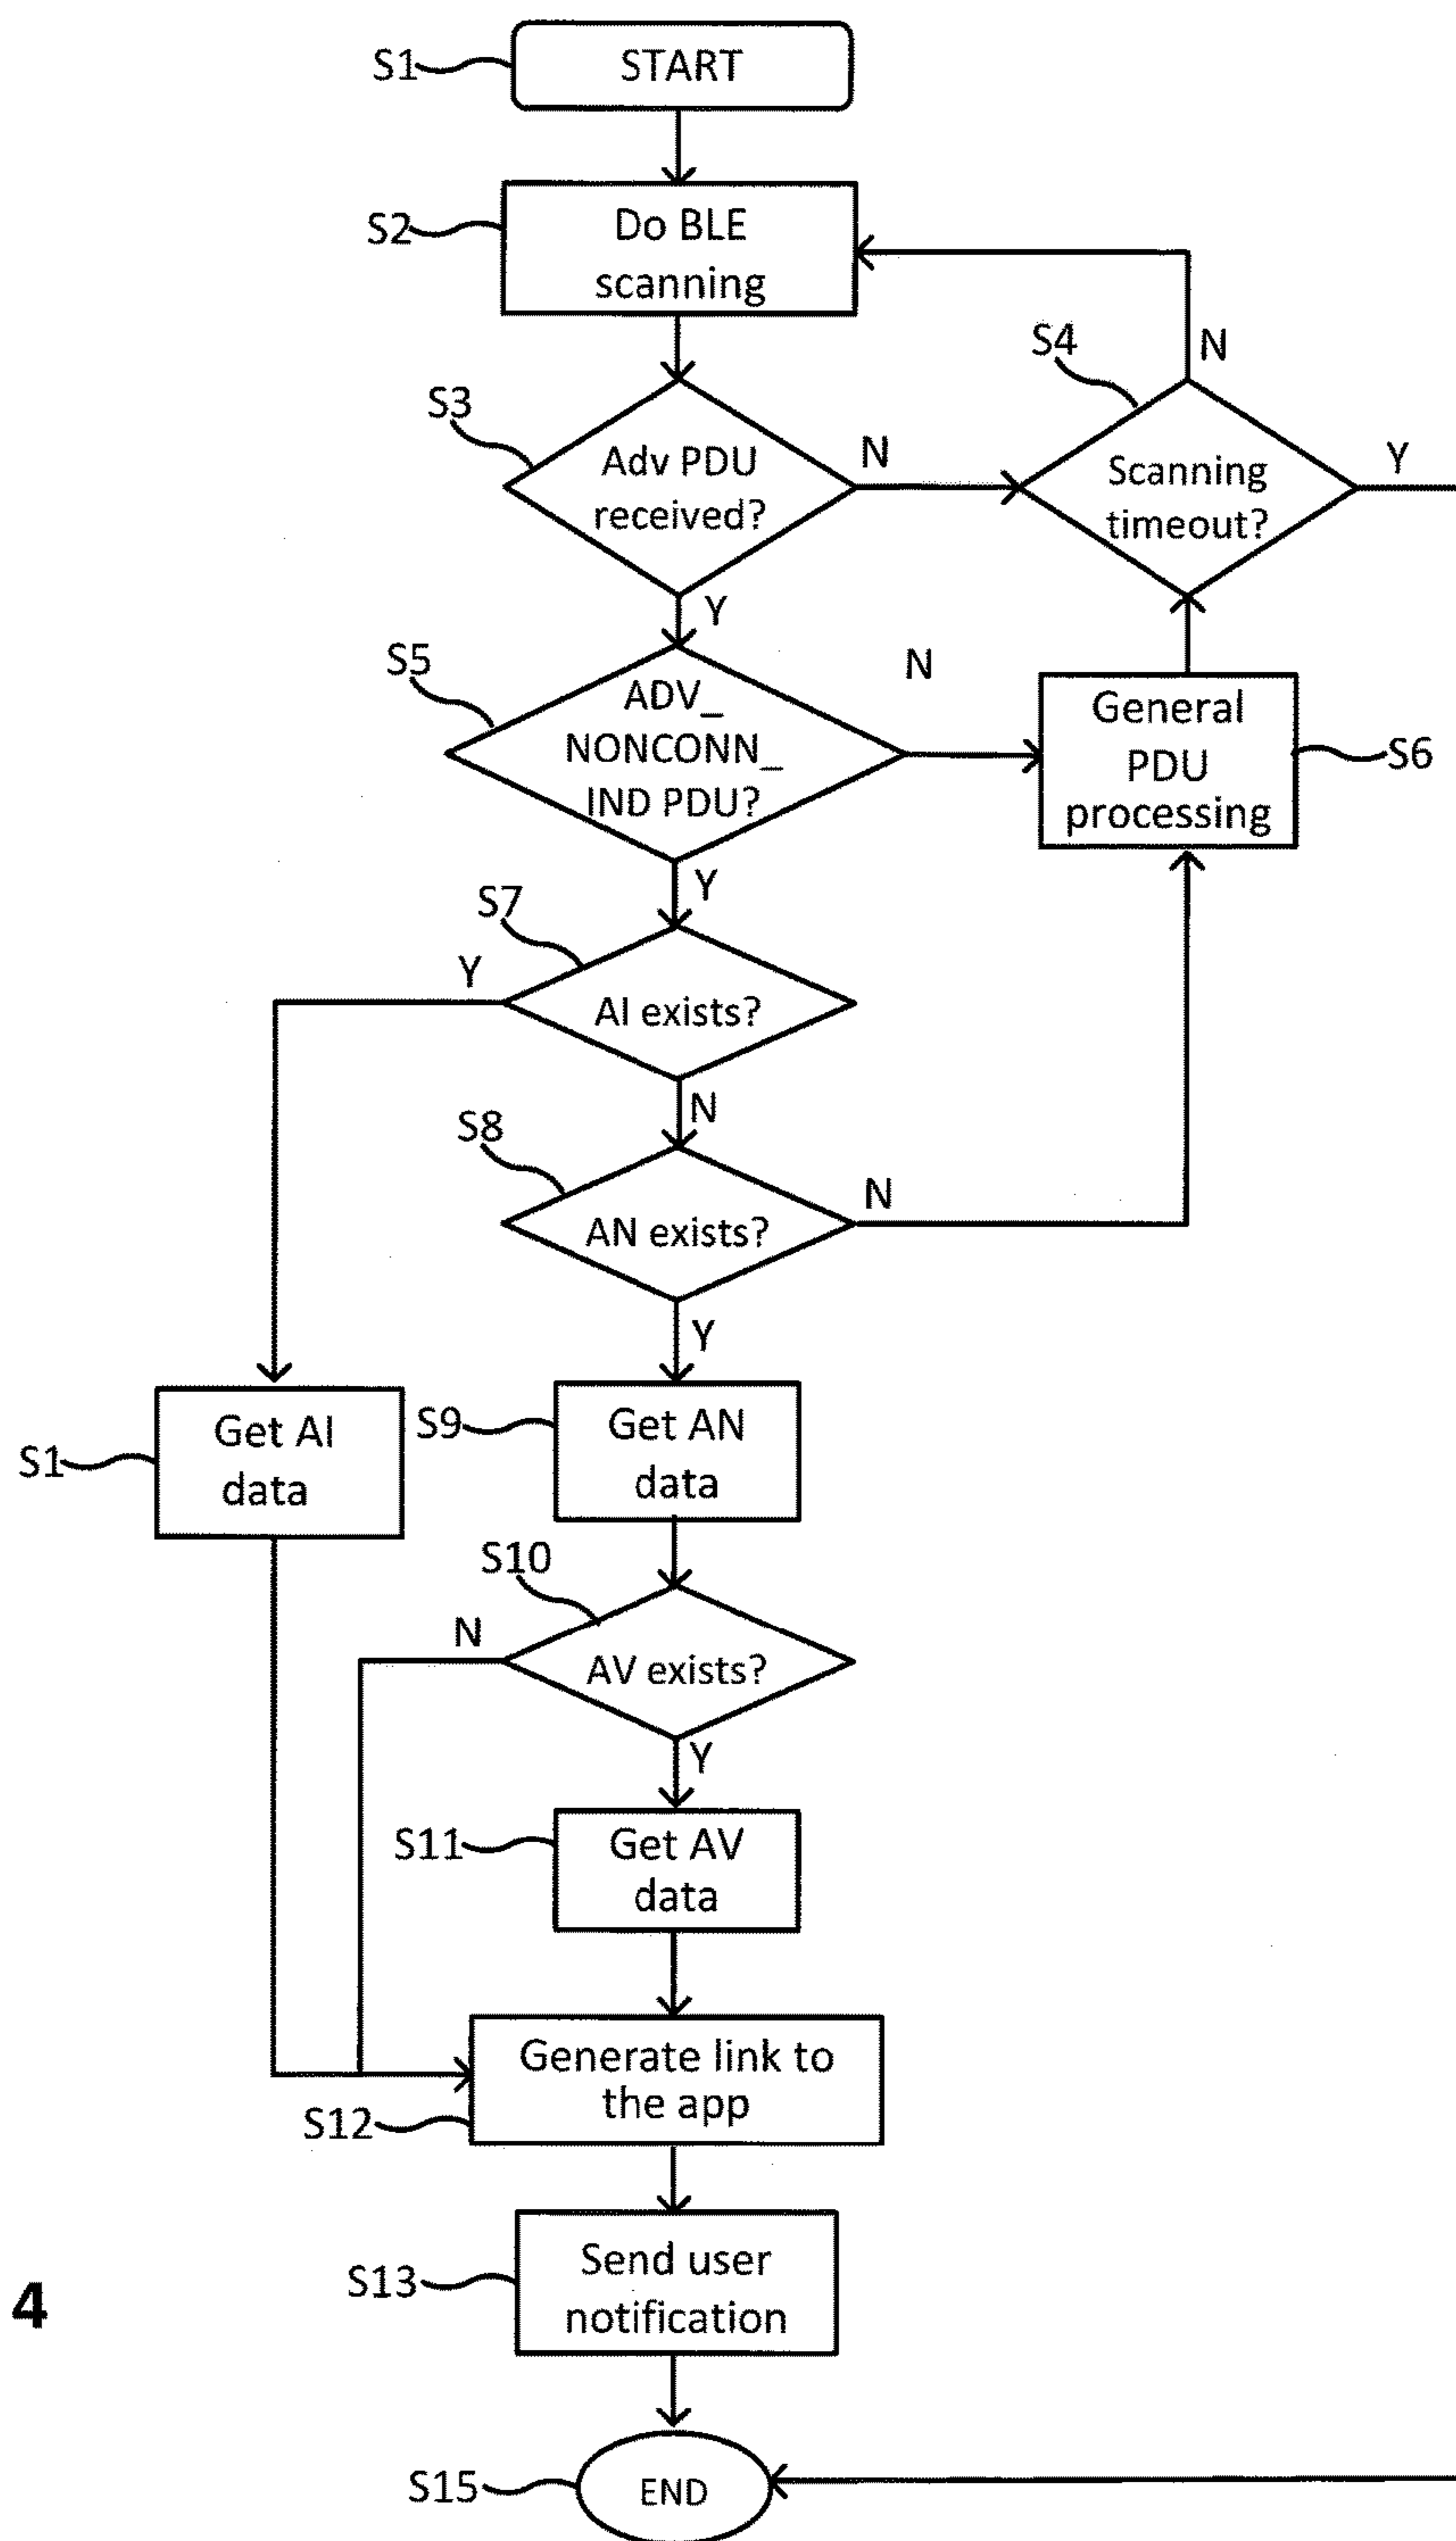 S1
START
S2
Do BLE
scanning
S4
N
S3
Adv PDU
received?
N
Scanning
timeout?
Y
Y
S5
ADV_
NONCONN_
IND PDU?
N
General
PDU
processing
S6
Y
S7
Y
AI exists?
N
S8
AN exists?
N
Y
S1
Get AI
data
S9
Get AN
data
S10
N
AV exists?
Y
S11
Get AV
data
Generate link to
the app
S12
S13
Send user
notification
4
S15
END